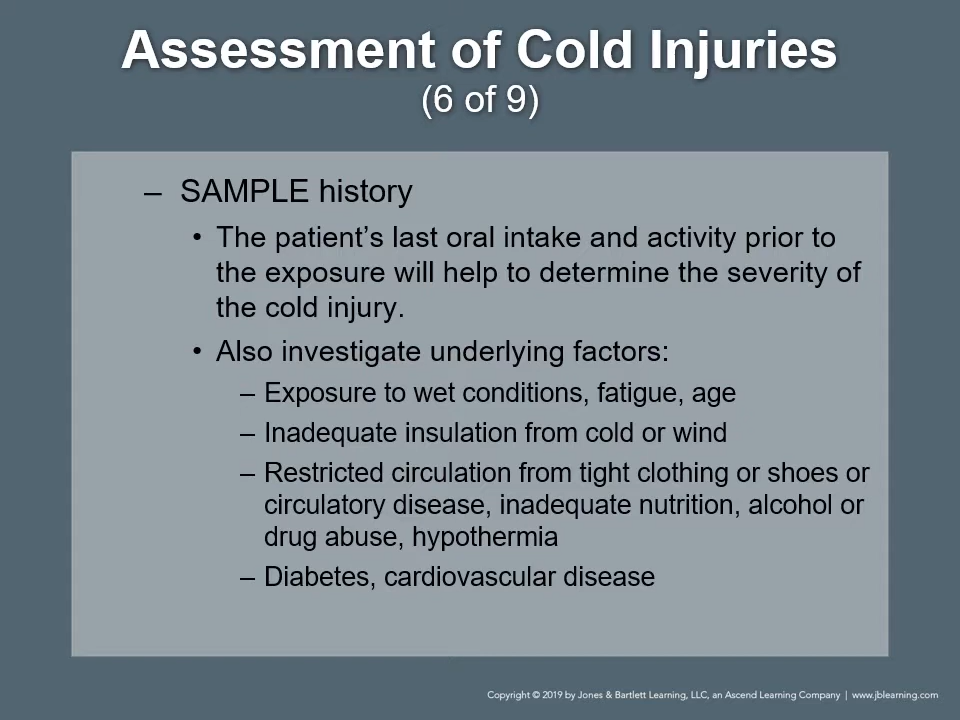 Assessment of Cold Injuries
(6 of 9)
– SAMPLE history
• The patient’s last oral intake and activity prior to
the exposure will help to determine the severity of
the cold injury.
• Also investigate underlying factors:
– Exposure to wet conditions, fatigue, age
– Inadequate insulation from cold or wind
– Restricted circulation from tight clothing or shoes or
circulatory disease, inadequate nutrition, alcohol or
drug abuse, hypothermia
– Diabetes, cardiovascular disease
Copyright © 2019 by Jones & Bartlett Learning, LLC, an Ascend Learning Company | www.jblearning.com